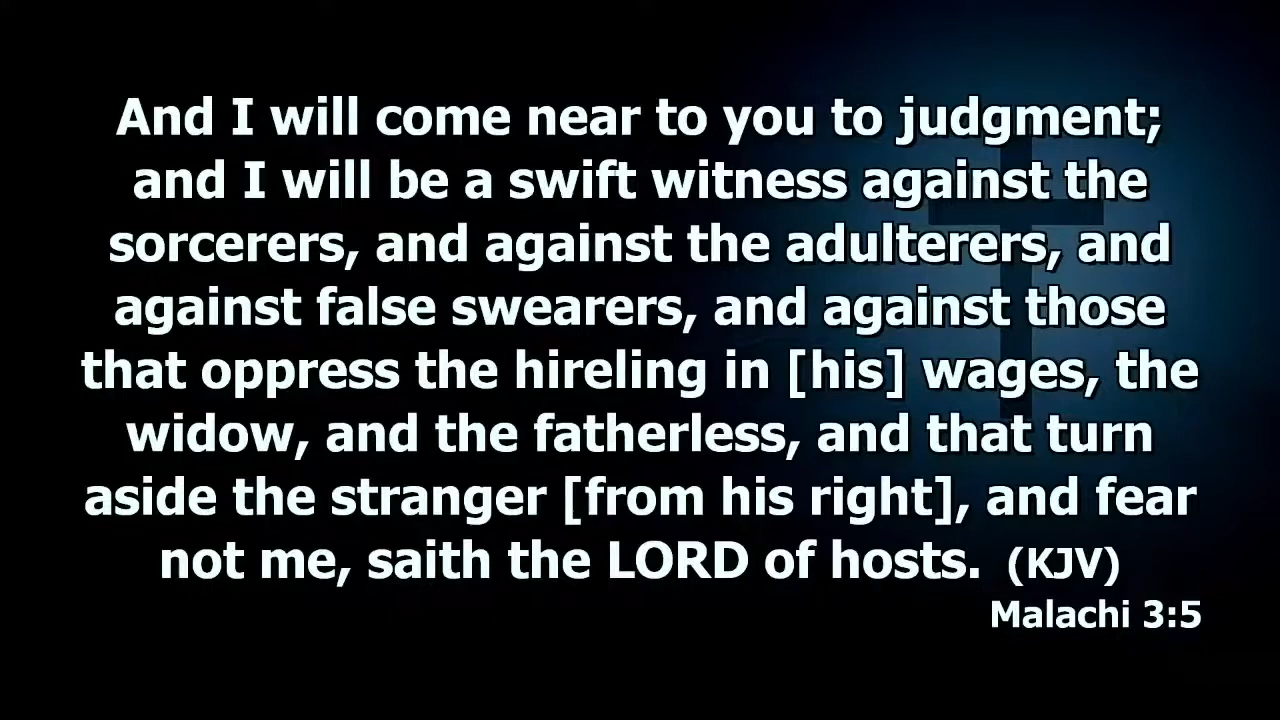 And I will come near to you to judgment;
and I will be a swift witness against the
sorcerers, and against the adulterers, and
against false swearers, and against those
that oppress the hireling in [his] wages, the
widow, and the fatherless, and that turn
aside the stranger [from his right], and fear
not me, saith the LORD of hosts. (KJV)
Malachi 3:5